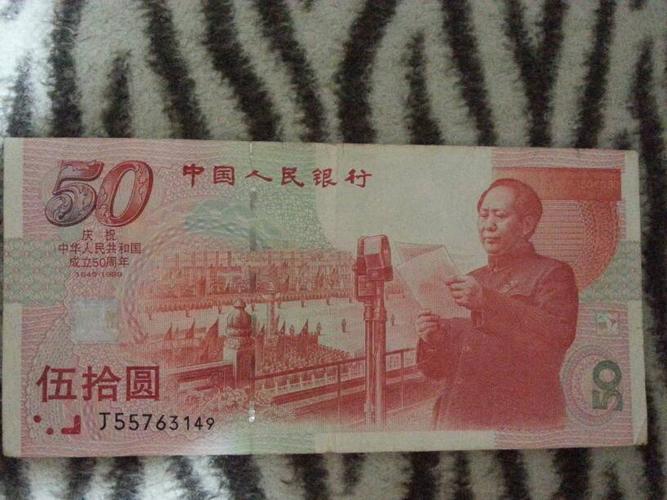 50
中国人民银行
庆祝
中华人民共和国
成立50周年
1949-1999
伍拾圆
J55763149
50